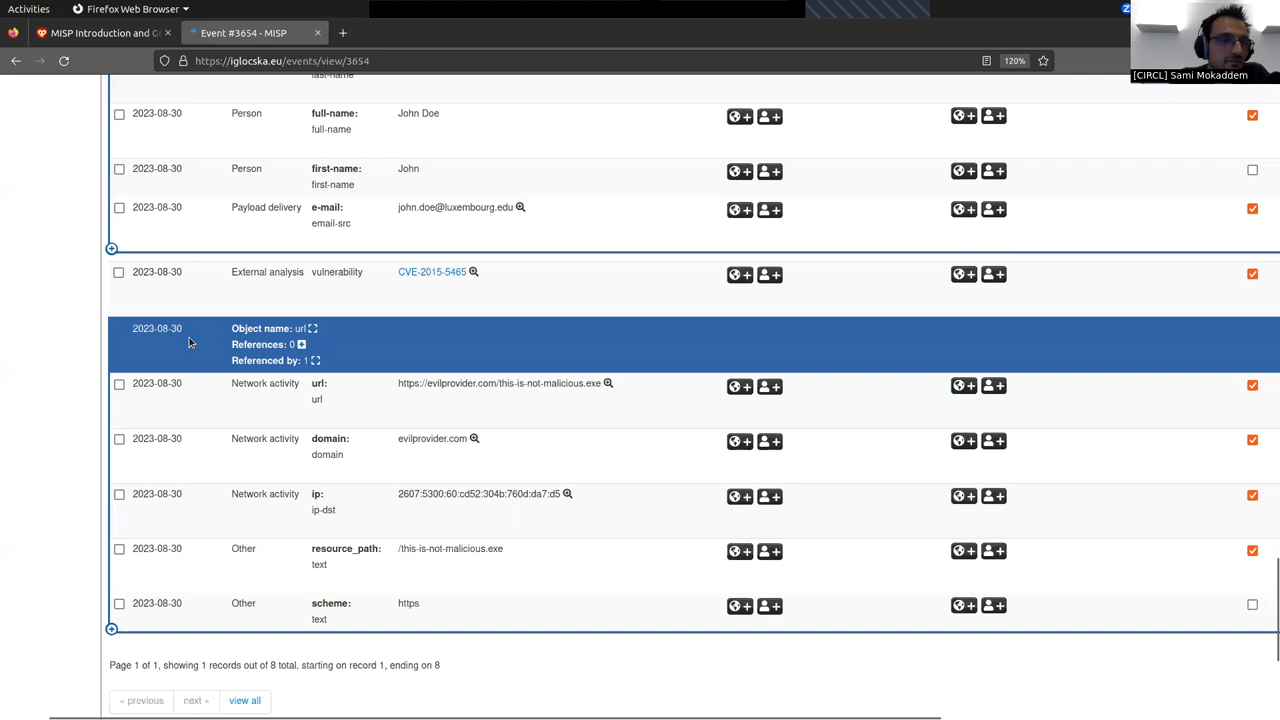 Activities
Firefox Web Browser
MISP Introduction and G
Event #3654 - MISP
https://iglocska.eu/events/view/3654
120%
[CIRCL] Sami Mokaddem
last-name
2023-08-30 Person full-name: John Doe
full-name
2023-08-30 Person first-name: John
first-name
2023-08-30 Payload delivery e-mail: john.doe@luxembourg.edu
email-src
2023-08-30 External analysis vulnerability CVE-2015-5465
2023-08-30 Object name: url
References: 0
Referenced by: 1
2023-08-30 Network activity url: https://evilprovider.com/this-is-not-malicious.exe
url
2023-08-30 Network activity domain: evilprovider.com
domain
2023-08-30 Network activity ip: 2607:5300:60:cd52:304b:760d:da7:d5
ip-dst
2023-08-30 Other resource_path: /this-is-not-malicious.exe
text
2023-08-30 Other scheme: https
text
Page 1 of 1, showing 1 records out of 8 total, starting on record 1, ending on 8
« previous next » view all